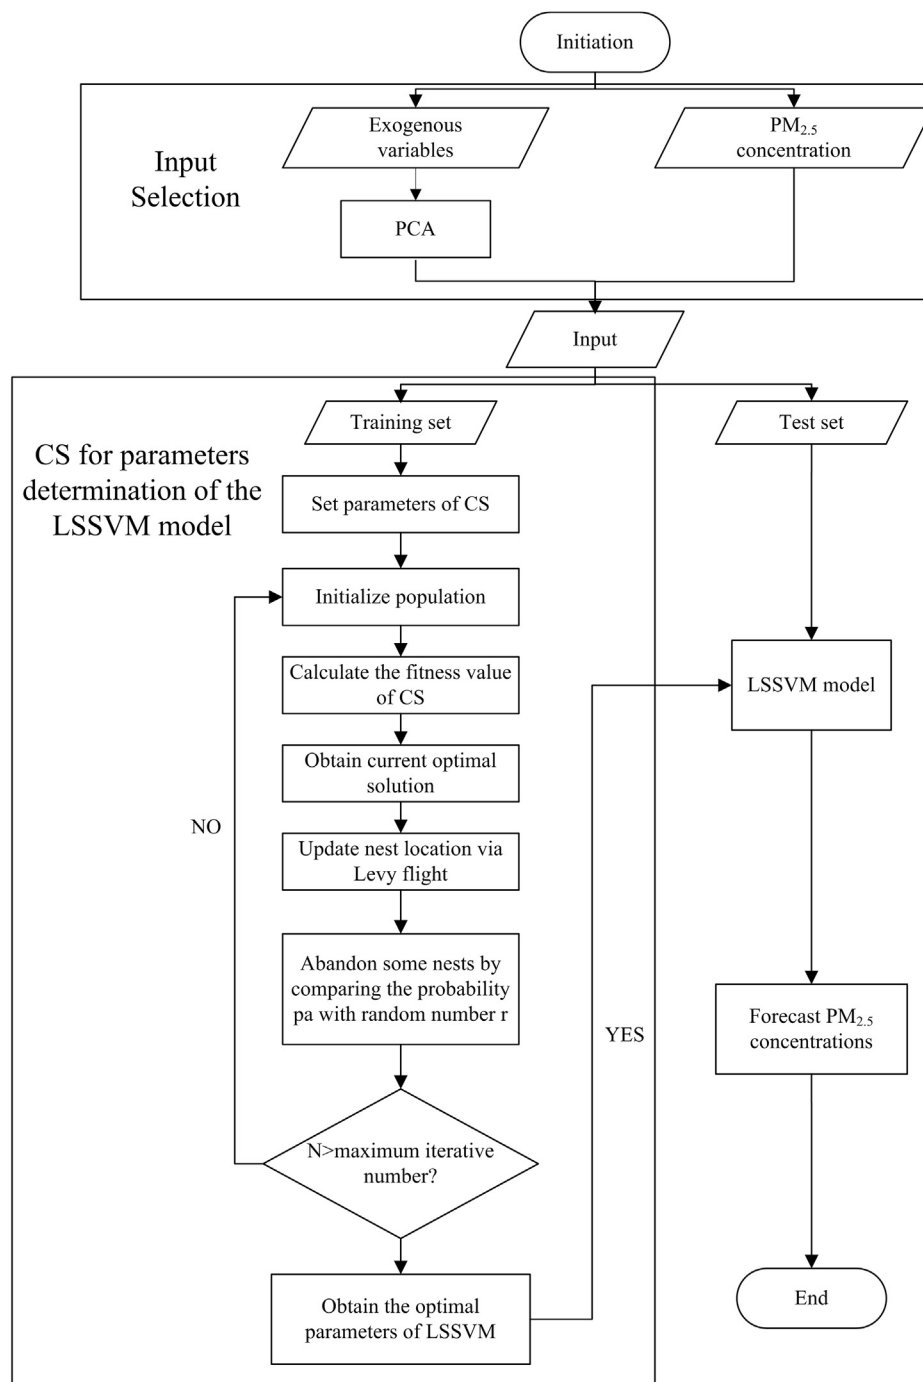 Initiation
Input
Selection
Exogenous
variables
PM₂.₅
concentration
PCA
Input
CS for parameters
determination of the
LSSVM model
Training set
Test set
Set parameters of CS
Initialize population
Calculate the fitness value
of CS
LSSVM model
Obtain current optimal
solution
NO
Update nest location via
Levy flight
Abandon some nests by
comparing the probability
pa with random number r
YES
Forecast PM₂.₅
concentrations
N>maximum iterative
number?
Obtain the optimal
parameters of LSSVM
End